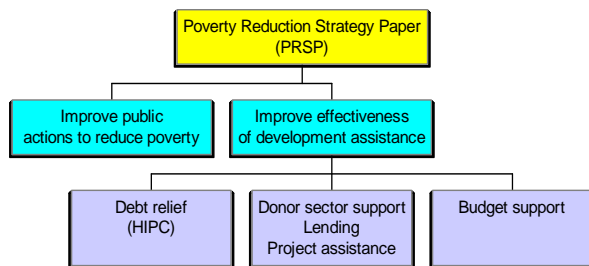 Poverty Reduction Strategy Paper
(PRSP)
Improve public
actions to reduce poverty
Improve effectiveness
of development assistance
Debt relief
(HIPC)
Donor sector support
Lending
Project assistance
Budget support